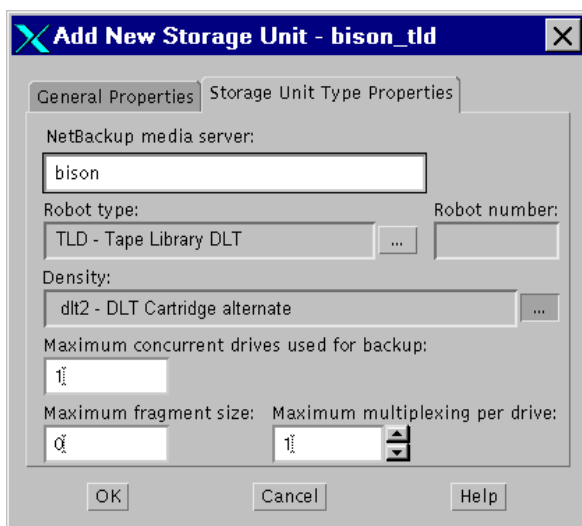 Add New Storage Unit - bison_tld
General Properties
Storage Unit Type Properties
NetBackup media server:
bison
Robot type:
Robot number:
TLD - Tape Library DLT
...
Density:
dlt2 - DLT Cartridge alternate
...
Maximum concurrent drives used for backup:
1
Maximum fragment size:
Maximum multiplexing per drive:
0
1
OK
Cancel
Help